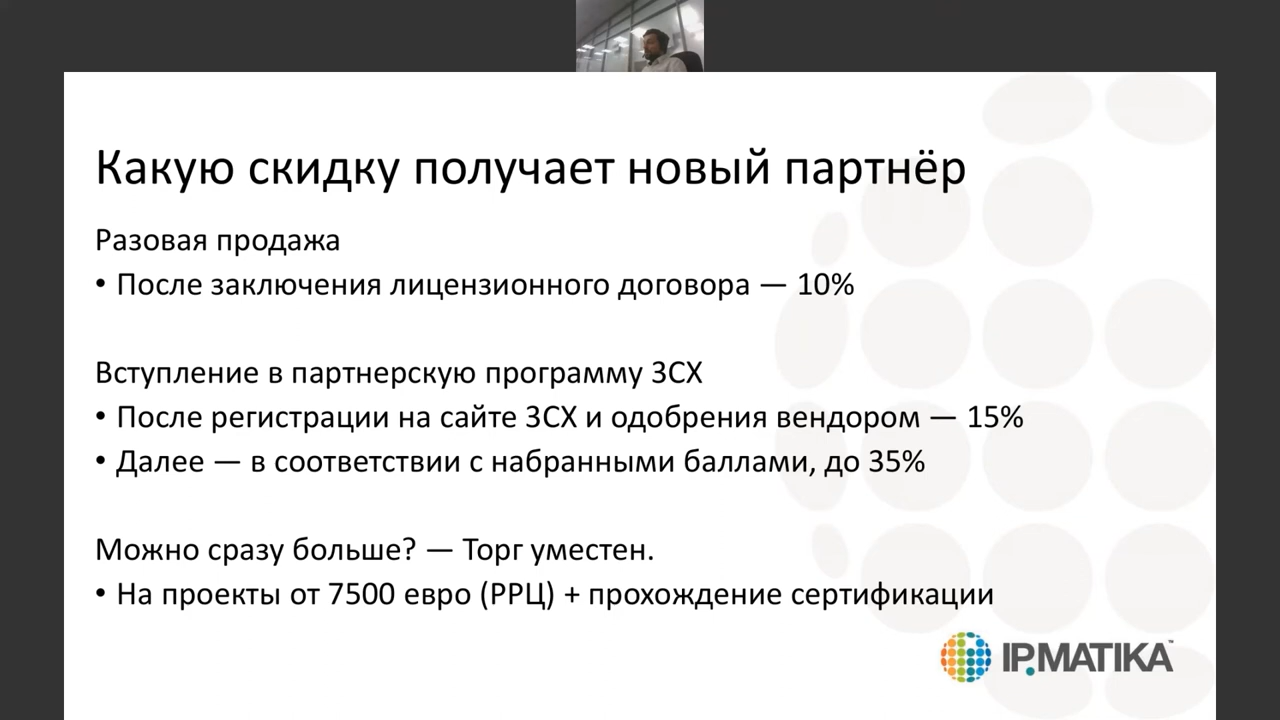 Какую скидку получает новый партнёр
Разовая продажа
• После заключения лицензионного договора — 10%
Вступление в партнерскую программу 3CX
• После регистрации на сайте 3CX и одобрения вендором — 15%
• Далее — в соответствии с набранными баллами, до 35%
Можно сразу больше? — Торг уместен.
• На проекты от 7500 евро (РРЦ) + прохождение сертификации
IPMATIKA™